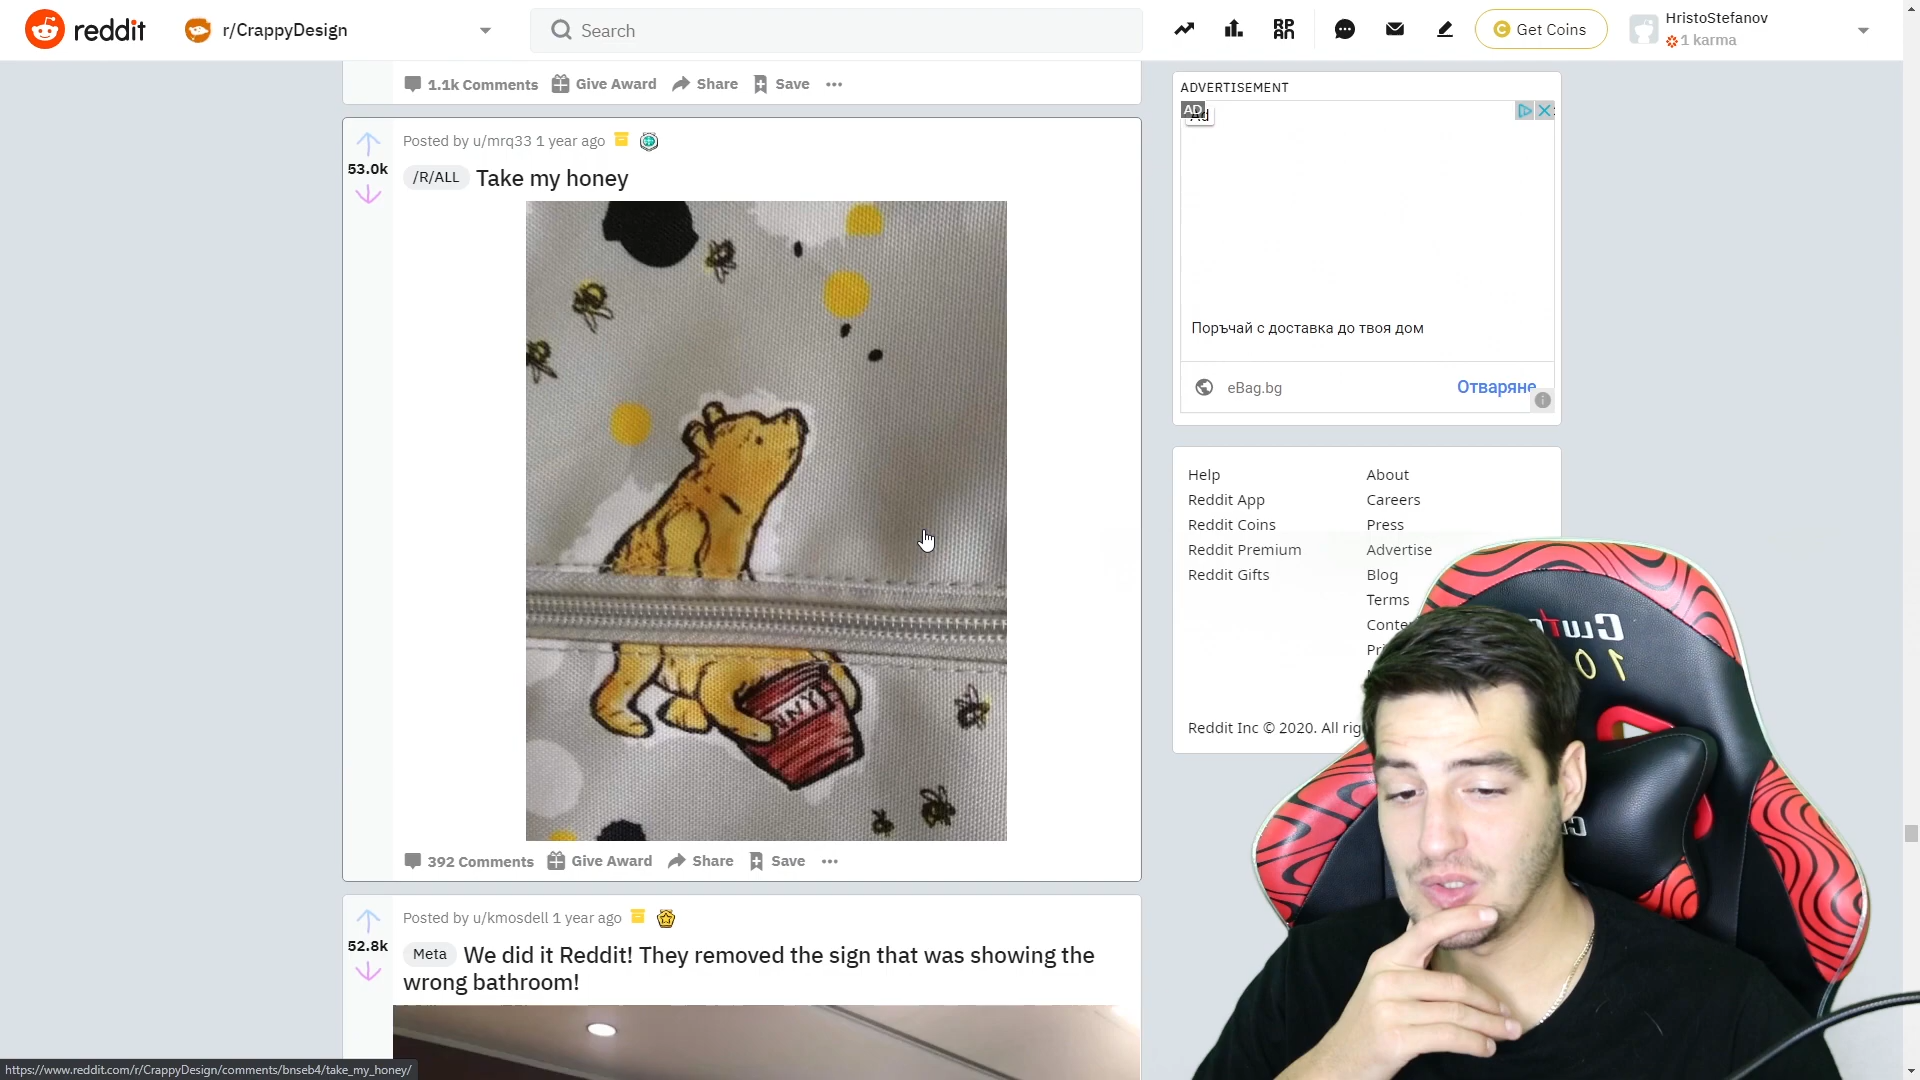 reddit
r/CrappyDesign
Search
Get Coins
HristoStefanov
1 karma
1.1k Comments
Give Award
Share
Save
Posted by u/mrq33 1 year ago
53.0k
/R/ALL
Take my honey
NNY
392 Comments
Give Award
Share
Save
Posted by u/kmosdell 1 year ago
52.8k
Meta
We did it Reddit! They removed the sign that was showing the
wrong bathroom!
ADVERTISEMENT
AD
Ad
Поръчай с доставка до твоя дом
eBag.bg
Отваряне
Help
About
Reddit App
Careers
Reddit Coins
Press
Reddit Premium
Advertise
Reddit Gifts
Blog
Terms
Conte
Pri
Reddit Inc © 2020. All rig
https://www.reddit.com/r/CrappyDesign/comments/bnseb4/take_my_honey/